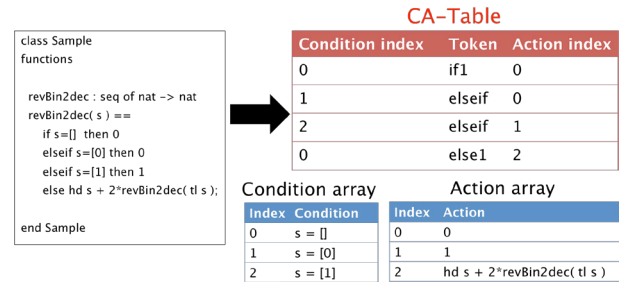 class Sample
functions
revBin2dec : seq of nat -> nat
revBin2dec( s ) ==
if s=[] then 0
elseif s=[0] then 0
elseif s=[1] then 1
else hd s + 2*revBin2dec( tl s );
end Sample
CA-Table
Condition index Token Action index
0 if1 0
1 elseif 0
2 elseif 1
0 else1 2
Condition array
Index Condition
0 s = []
1 s = [0]
2 s = [1]
Action array
Index Action
0 0
1 1
2 hd s + 2*revBin2dec( tl s )